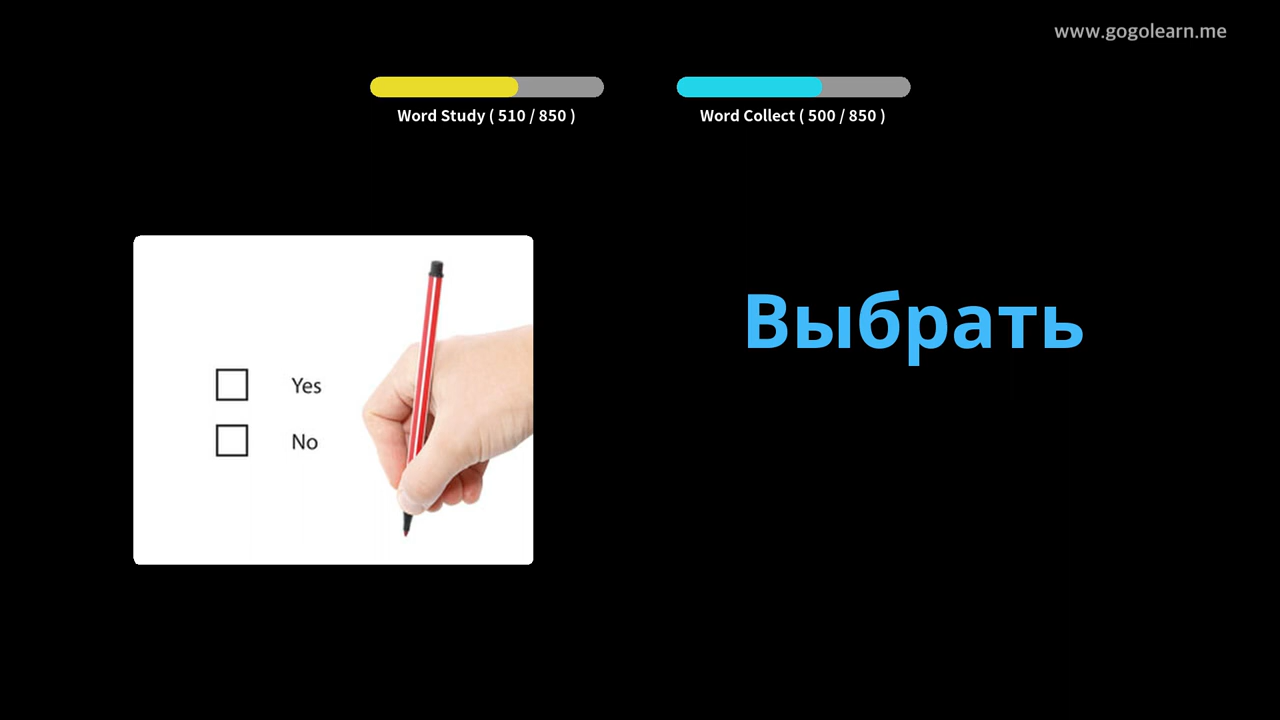 www.gogolearn.me
Word Study ( 510 / 850 )
Word Collect ( 500 / 850 )
Yes
No
Выбрать